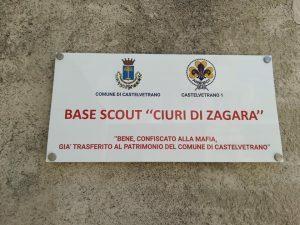 COMUNE DI CASTELVETRANO
CASTELVETRANO 1
BASE SCOUT “CIURI DI ZAGARA”
“BENE, CONFISCATO ALLA MAFIA,
GIA’ TRASFERITO AL PATRIMONIO DEL COMUNE DI CASTELVETRANO”